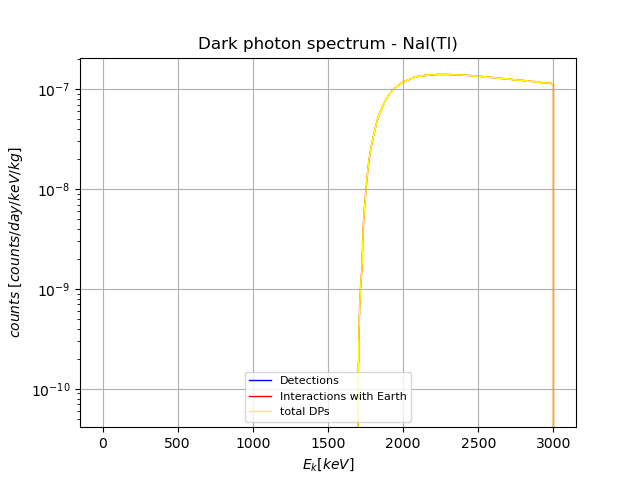 Dark photon spectrum - NaI(Tl)
counts [counts/day/keV/kg]
10⁻⁷
10⁻⁸
10⁻⁹
10⁻¹⁰
Detections
Interactions with Earth
total DPs
0 500 1000 1500 2000 2500 3000
E_k[keV]